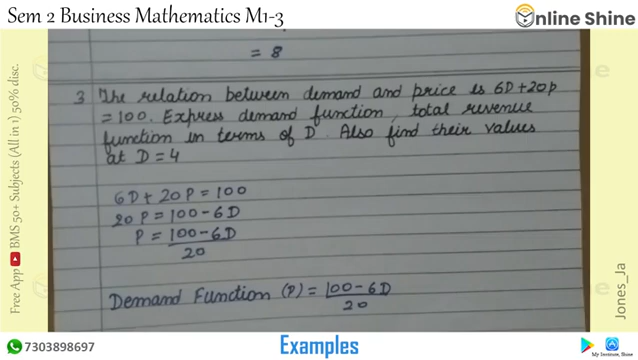 Sem 2 Business Mathematics M1-3
Online Shine
= 8
3 The relation between demand and price is 6D+20p
= 100. Express demand function, total revenue
function in terms of D. Also find their values
at D = 4
6D + 20P = 100
20P = 100 - 6D
P = 100 - 6D
20
Demand Function (P) = 100 - 6D
20
Free App BMS 50+ Subjects (All in 1) 50% disc.
Jones_Ja
7303898697
Examples
My Invenue, Shine